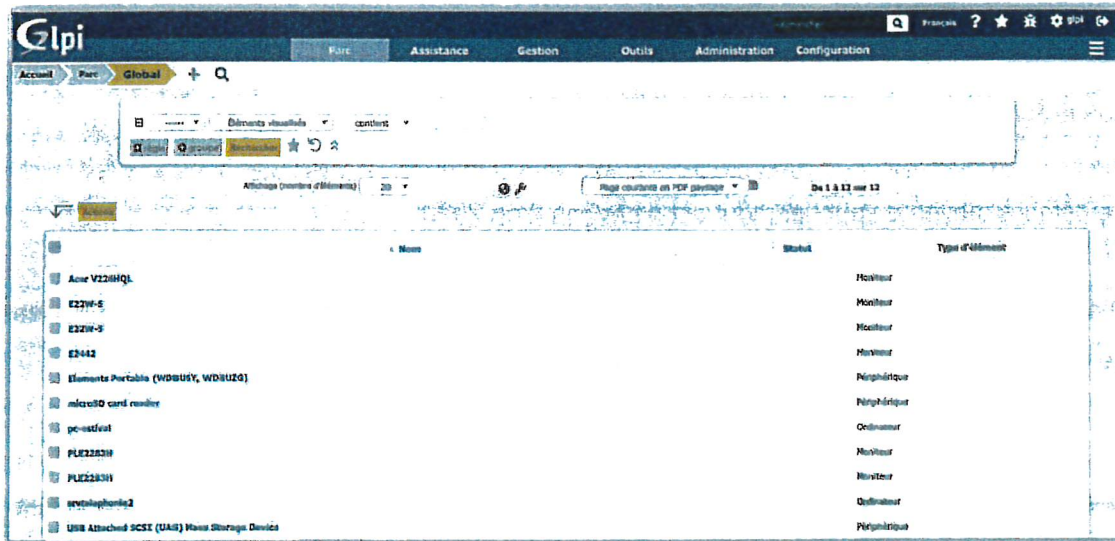 Glpi
Français ? glpi
Parc Assistance Gestion Outils Administration Configuration
Accueil Parc Global
----- Éléments visualisés contient
règle groupe Rechercher
Affichage (nombre d'éléments) 20 Page courante en PDF paysage De 1 à 12 sur 12
Actions
Nom Statut Type d'élément
Acer V226HQL Moniteur
E22W-5 Moniteur
E22W-5 Moniteur
E2442 Moniteur
Elements Portable Périphérique
microSD card reader Périphérique
pc-estival Ordinateur
PLE2283H Moniteur
PLE2283H Moniteur
srvtelephonie2 Ordinateur
USB Attached SCSI (UAS) Mass Storage Device Périphérique